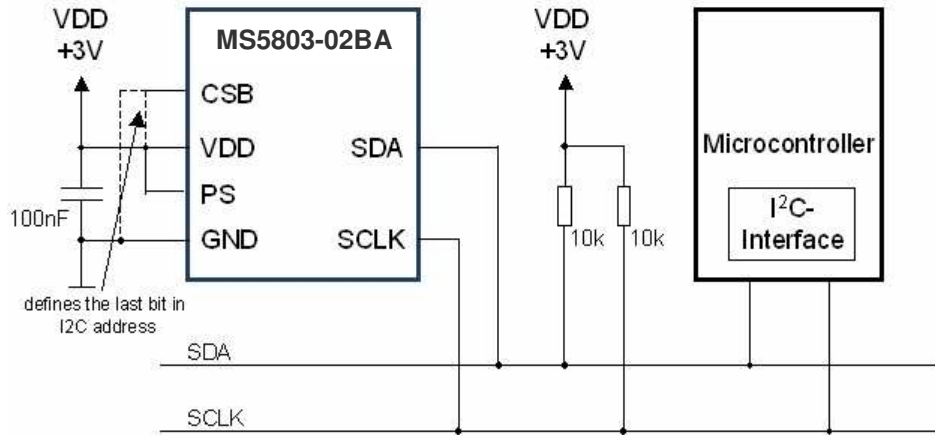 VDD
+3V
MS5803-02BA
CSB
VDD
PS
GND
SDA
SCLK
100nF
defines the last bit in
I2C address
VDD
+3V
10k
10k
Microcontroller
I²C-
Interface
SDA
SCLK